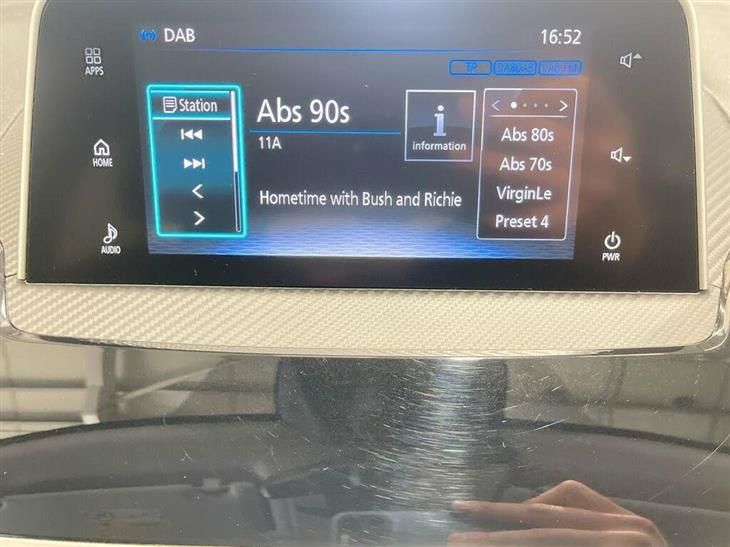 DAB
16:52
TP
APPS
Station
Abs 90s
11A
i
information
Abs 80s
Abs 70s
VirginLe
Preset 4
HOME
Hometime with Bush and Richie
AUDIO
PWR